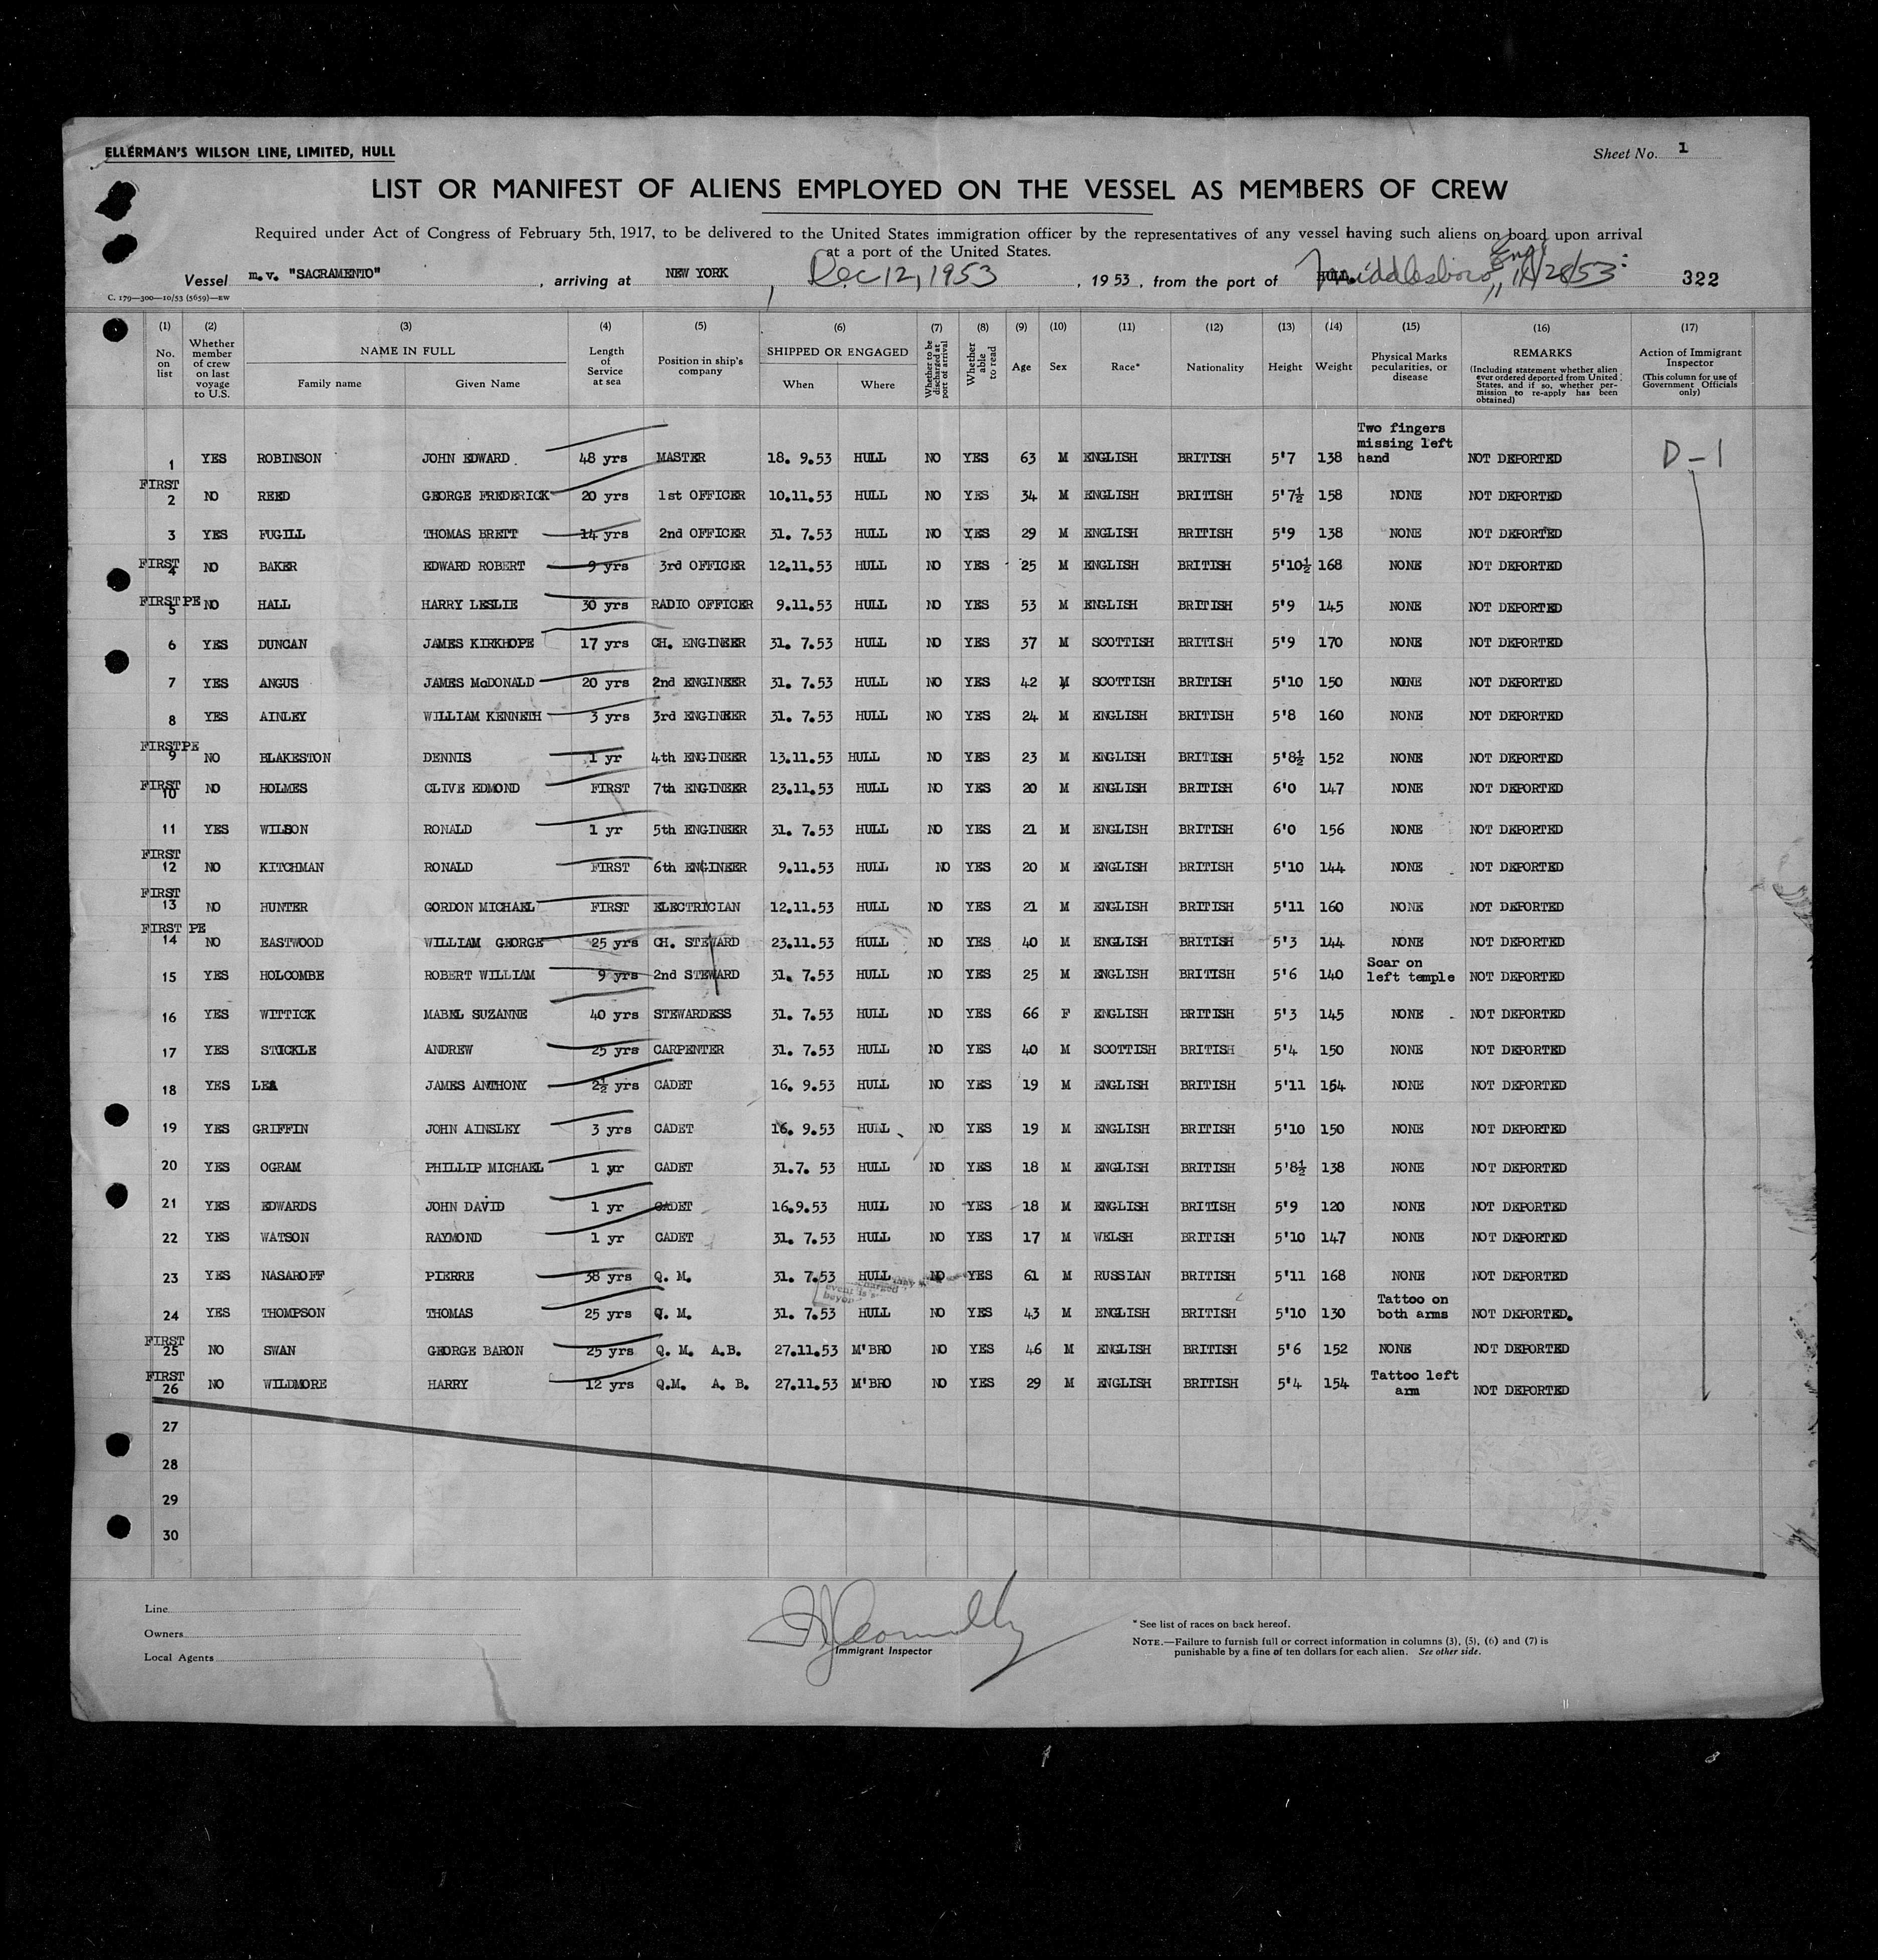 ELLERMAN'S WILSON LINE, LIMITED, HULL
Sheet No. 1
LIST OR MANIFEST OF ALIENS EMPLOYED ON THE VESSEL AS MEMBERS OF CREW
Required under Act of Congress of February 5th, 1917, to be delivered to the United States immigration officer by the representatives of any vessel having such aliens on board upon arrival
at a port of the United States.
Vessel m.v. "SACRAMENTO" , arriving at NEW YORK , Dec 12, 1953 , 1953 , from the port of HULL. Middlesboro, Eng. 11/28/53 322
C. 179—300—10/53 (5659)—EW
(1) (2) (3) (4) (5) (6) (7) (8) (9) (10) (11) (12) (13) (14) (15) (16) (17)
No. on list
Whether member of crew on last voyage to U.S.
NAME IN FULL
Family name
Given Name
Length of Service at sea
Position in ship's company
SHIPPED OR ENGAGED
When
Where
Whether to be discharged at port of arrival
Whether able to read
Age
Sex
Race*
Nationality
Height
Weight
Physical Marks pecularities, or disease
REMARKS
(Including statement whether alien ever ordered deported from United States, and if so, whether permission to re-apply has been obtained)
Action of Immigrant Inspector
(This column for use of Government Officials only)
1 YES ROBINSON JOHN EDWARD. 48 yrs MASTER 18. 9.53 HULL NO YES 63 M ENGLISH BRITISH 5'7 138 Two fingers missing left hand NOT DEPORTED D-1
FIRST 2 NO REED GEORGE FREDERICK 20 yrs 1st OFFICER 10.11.53 HULL NO YES 34 M ENGLISH BRITISH 5'7½ 158 NONE NOT DEPORTED
3 YES FUGILL THOMAS BRETT 14 yrs 2nd OFFICER 31. 7.53 HULL NO YES 29 M ENGLISH BRITISH 5'9 138 NONE NOT DEPORTED
FIRST 4 NO BAKER EDWARD ROBERT 9 yrs 3rd OFFICER 12.11.53 HULL NO YES 25 M ENGLISH BRITISH 5'10½ 168 NONE NOT DEPORTED
FIRST PE 5 NO HALL HARRY LESLIE 30 yrs RADIO OFFICER 9.11.53 HULL NO YES 53 M ENGLISH BRITISH 5'9 145 NONE NOT DEPORTED
6 YES DUNCAN JAMES KIRKHOPE 17 yrs CH. ENGINEER 31. 7.53 HULL NO YES 37 M SCOTTISH BRITISH 5'9 170 NONE NOT DEPORTED
7 YES ANGUS JAMES McDONALD 20 yrs 2nd ENGINEER 31. 7.53 HULL NO YES 42 M SCOTTISH BRITISH 5'10 150 NONE NOT DEPORTED
8 YES AINLEY WILLIAM KENNETH 3 yrs 3rd ENGINEER 31. 7.53 HULL NO YES 24 M ENGLISH BRITISH 5'8 160 NONE NOT DEPORTED
FIRST PE 9 NO BLAKESTON DENNIS 1 yr 4th ENGINEER 13.11.53 HULL NO YES 23 M ENGLISH BRITISH 5'8½ 152 NONE NOT DEPORTED
FIRST 10 NO HOLMES CLIVE EDMOND FIRST 7th ENGINEER 23.11.53 HULL NO YES 20 M ENGLISH BRITISH 6'0 147 NONE NOT DEPORTED
11 YES WILSON RONALD 1 yr 5th ENGINEER 31. 7.53 HULL NO YES 21 M ENGLISH BRITISH 6'0 156 NONE NOT DEPORTED
FIRST 12 NO KITCHMAN RONALD FIRST 6th ENGINEER 9.11.53 HULL NO YES 20 M ENGLISH BRITISH 5'10 144 NONE NOT DEPORTED
FIRST 13 NO HUNTER GORDON MICHAEL FIRST ELECTRICIAN 12.11.53 HULL NO YES 21 M ENGLISH BRITISH 5'11 160 NONE NOT DEPORTED
FIRST PE 14 NO EASTWOOD WILLIAM GEORGE 25 yrs CH. STEWARD 23.11.53 HULL NO YES 40 M ENGLISH BRITISH 5'3 144 NONE NOT DEPORTED
15 YES HOLCOMBE ROBERT WILLIAM 9 yrs 2nd STEWARD 31. 7.53 HULL NO YES 25 M ENGLISH BRITISH 5'6 140 Scar on left temple NOT DEPORTED
16 YES WITTICK MABEL SUZANNE 40 yrs STEWARDESS 31. 7.53 HULL NO YES 66 F ENGLISH BRITISH 5'3 145 NONE NOT DEPORTED
17 YES STICKLE ANDREW 25 yrs CARPENTER 31. 7.53 HULL NO YES 40 M SCOTTISH BRITISH 5'4 150 NONE NOT DEPORTED
18 YES LEA JAMES ANTHONY 2½ yrs CADET 16. 9.53 HULL NO YES 19 M ENGLISH BRITISH 5'11 154 NONE NOT DEPORTED
19 YES GRIFFIN JOHN AINSLEY 3 yrs CADET 16. 9.53 HULL NO YES 19 M ENGLISH BRITISH 5'10 150 NONE NOT DEPORTED
20 YES OGRAM PHILLIP MICHAEL 1 yr CADET 31.7. 53 HULL NO YES 18 M ENGLISH BRITISH 5'8½ 138 NONE NOT DEPORTED
21 YES EDWARDS JOHN DAVID 1 yr CADET 16.9.53 HULL NO YES 18 M ENGLISH BRITISH 5'9 120 NONE NOT DEPORTED
22 YES WATSON RAYMOND 1 yr CADET 31. 7.53 HULL NO YES 17 M WELSH BRITISH 5'10 147 NONE NOT DEPORTED
23 YES NASAROFF PIERRE 38 yrs Q. M. 31. 7.53 HULL NO YES 61 M RUSSIAN BRITISH 5'11 168 NONE NOT DEPORTED
24 YES THOMPSON THOMAS 25 yrs Q. M. 31. 7.53 HULL NO YES 43 M ENGLISH BRITISH 5'10 130 Tattoo on both arms NOT DEPORTED.
FIRST 25 NO SWAN GEORGE BARON 25 yrs Q. M. A.B. 27.11.53 M'BRO NO YES 46 M ENGLISH BRITISH 5'6 152 NONE NOT DEPORTED
FIRST 26 NO WILDMORE HARRY 12 yrs Q.M. A. B. 27.11.53 M'BRO NO YES 29 M ENGLISH BRITISH 5'4 154 Tattoo left arm NOT DEPORTED
27
28
29
30
Line
Owners
Local Agents
Immigrant Inspector
* See list of races on back hereof.
NOTE.—Failure to furnish full or correct information in columns (3), (5), (6) and (7) is
punishable by a fine of ten dollars for each alien. See other side.